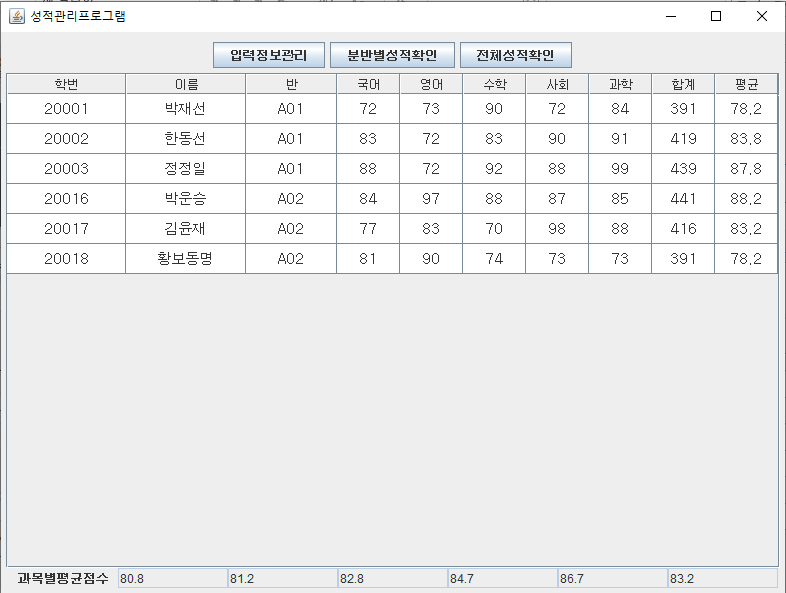 성적관리프로그램
입력정보관리 분반별성적확인 전체성적확인
학번 이름 반 국어 영어 수학 사회 과학 합계 평균
20001 박재선 A01 72 73 90 72 84 391 78,2
20002 한동선 A01 83 72 83 90 91 419 83,8
20003 정정일 A01 88 72 92 88 99 439 87,8
20016 박운승 A02 84 97 88 87 85 441 88,2
20017 김윤재 A02 77 83 70 98 88 416 83,2
20018 황보동명 A02 81 90 74 73 73 391 78,2
과목별평균점수 80.8 81.2 82.8 84.7 86.7 83.2